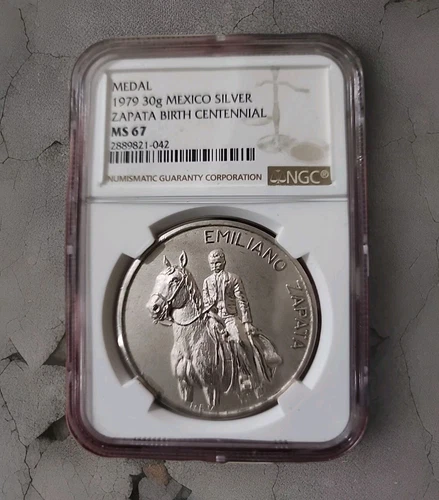 MEDAL
1979 30g MEXICO SILVER
ZAPATA BIRTH CENTENNIAL
MS 67
2889821-042
NUMISMATIC GUARANTY CORPORATION
NGC®
EMILIANO ZAPATA